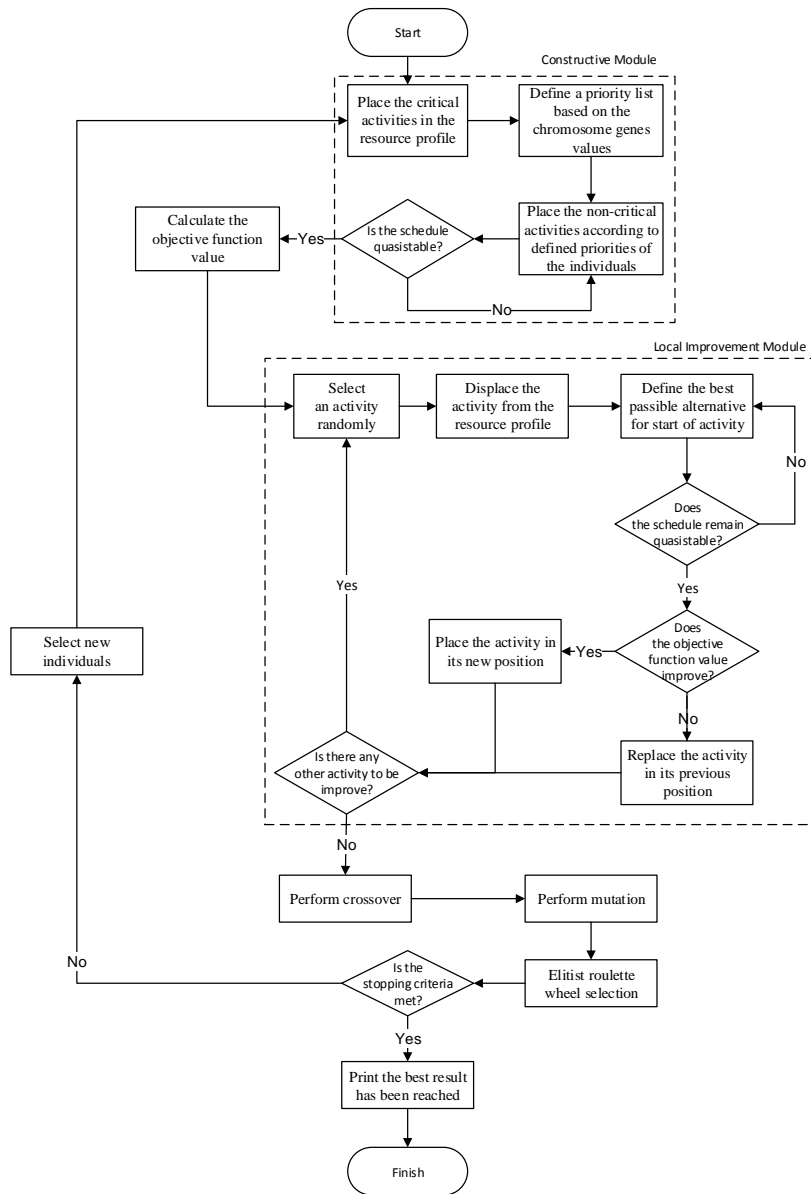 Start
Constructive Module
Place the critical
activities in the
resource profile
Define a priority list
based on the
chromosome genes
values
Calculate the
objective function
value
Yes
Is the schedule
quasistable?
Place the non-critical
activities according to
defined priorities of
the individuals
No
Local Improvement Module
Select
an activity
randomly
Displace the
activity from the
resource profile
Define the best
passible alternative
for start of activity
No
Does
the schedule remain
quasistable?
Yes
Yes
Select new
individuals
Place the activity in
its new position
Yes
Does
the objective
function value
improve?
No
Is there any
other activity to be
improve?
Replace the activity
in its previous
position
No
Perform crossover
Perform mutation
No
Is the
stopping criteria
met?
Elitist roulette
wheel selection
Yes
Print the best result
has been reached
Finish